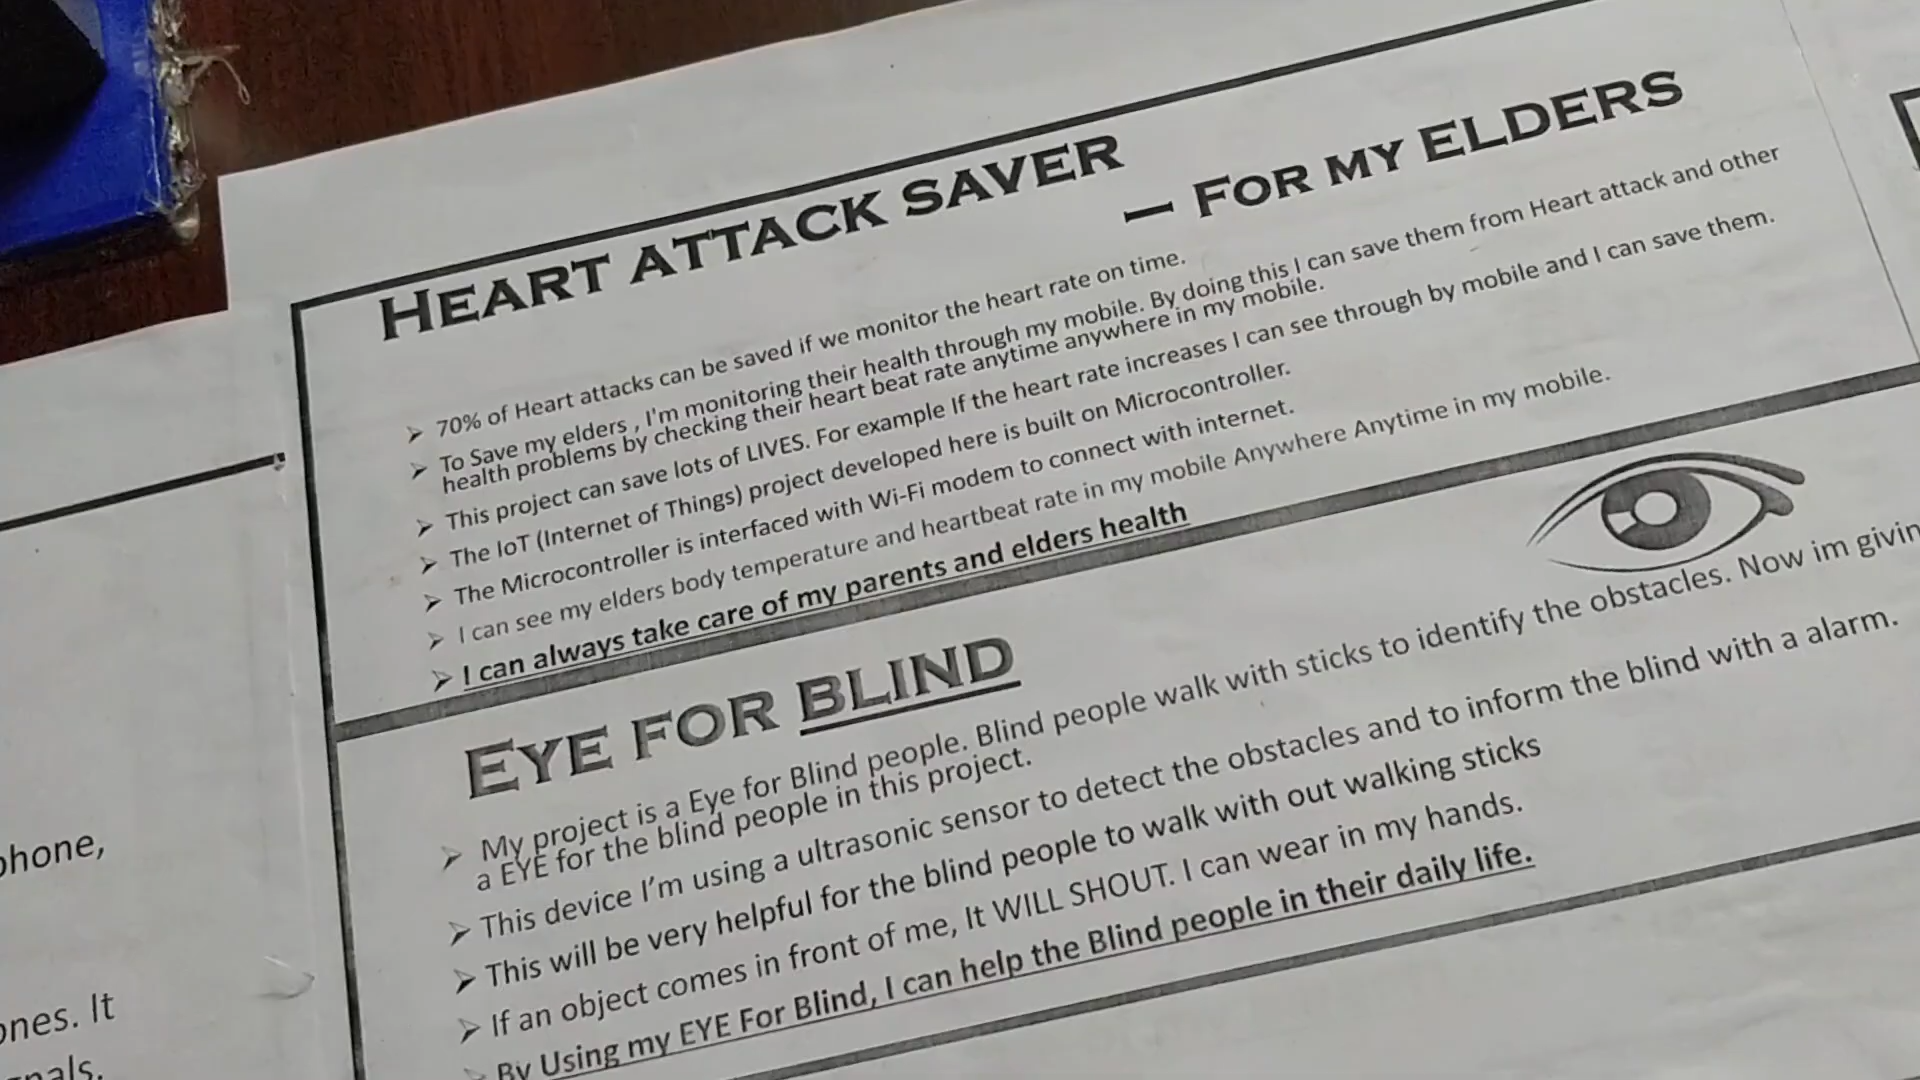 HEART ATTACK SAVER
— FOR MY ELDERS
➢ 70% of Heart attacks can be saved if we monitor the heart rate on time.
➢ To Save my elders , I'm monitoring their health through my mobile. By doing this I can save them from Heart attack and other
health problems by checking their heart beat rate anytime anywhere in my mobile.
➢ This project can save lots of LIVES. For example If the heart rate increases I can see through by mobile and I can save them.
➢ The IoT (Internet of Things) project developed here is built on Microcontroller.
➢ The Microcontroller is interfaced with Wi-Fi modem to connect with internet.
➢ I can see my elders body temperature and heartbeat rate in my mobile Anywhere Anytime in my mobile.
➢ I can always take care of my parents and elders health
EYE FOR BLIND
➢ My project is a Eye for Blind people. Blind people walk with sticks to identify the obstacles. Now im givin
a EYE for the blind people in this project.
➢ This device I'm using a ultrasonic sensor to detect the obstacles and to inform the blind with a alarm.
➢ This will be very helpful for the blind people to walk with out walking sticks
➢ If an object comes in front of me, It WILL SHOUT. I can wear in my hands.
➢ By Using my EYE For Blind, I can help the Blind people in their daily life.
phone,
ones. It